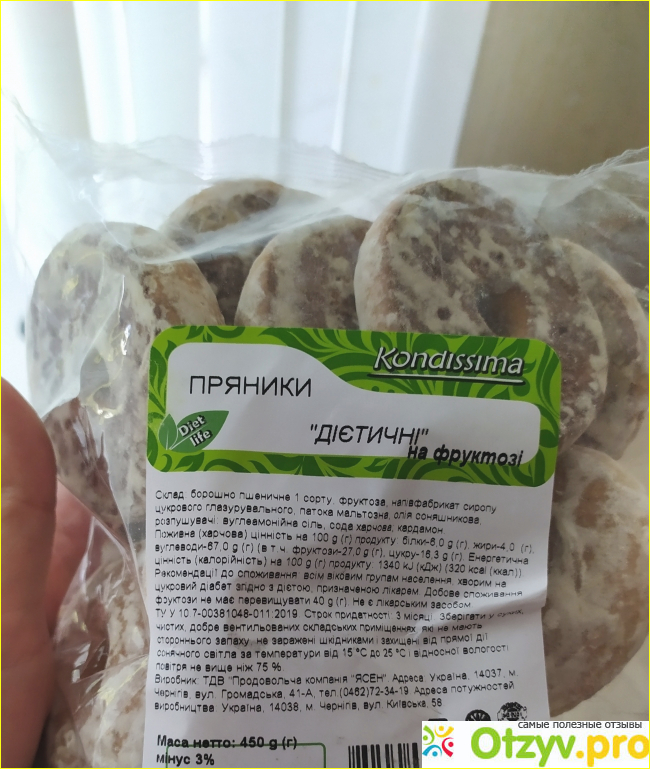 Kondissima
ПРЯНИКИ
Diet
life
"ДІЄТИЧНІ"
на фруктозі
Склад: борошно пшеничне 1 сорту, фруктоза, напівфабрикат сиропу
цукрового глазурувального, патока мальтозна, олія соняшникова,
розпушувачі: вуглеамонійна сіль, сода харчова, кардамон.
Поживна (харчова) цінність на 100 g (г) продукту: білки-6,0 g (г), жири-4,0 (г),
вуглеводи-67,0 g (г) (в т.ч. фруктози-27,0 g (г), цукру-16,3 g (г). Енергетична
цінність (калорійність) на 100 g (г) продукту: 1340 kJ (кДж) (320 kcal (ккал)).
Рекомендації до споживання: всім віковим групам населення, хворим на
цукровий діабет згідно з дієтою, призначеною лікарем. Добове споживання
фруктози не має перевищувати 40 g (г). Не є лікарським засобом.
ТУ У 10.7-00381048-011:2019. Строк придатності: 3 місяці. Зберігати у сухих,
чистих, добре вентильованих складських приміщеннях, які не мають
стороннього запаху, не заражені шкідниками і захищені від прямої дії
сонячного світла за температури від 15 °C до 25 °C і відносної вологості
повітря не вище ніж 75 %
Виробник: ТДВ "Продовольча компанія "ЯСЕН". Адреса: Україна, 14037, м.
Чернігів, вул. Громадська, 41-А, тел.(0462)72-34-19. Адреса потужностей
виробництва: Україна, 14038, м. Чернігів, вул. Київська, 58.
Маса нетто: 450 g (г)
мінус 3%
самые полезные отзывы
Otzyv.pro